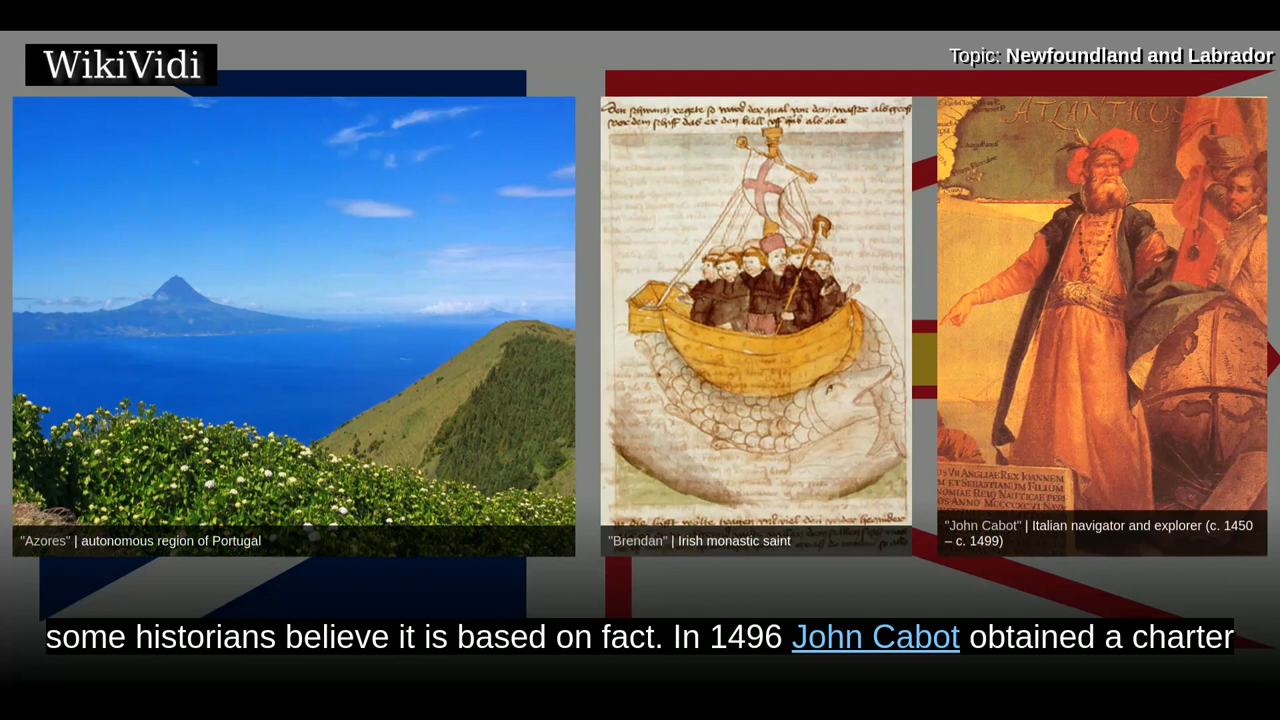 WikiVidi
Topic: Newfoundland and Labrador
ATLANTICUS
"Azores" | autonomous region of Portugal
"Brendan" | Irish monastic saint
"John Cabot" | Italian navigator and explorer (c. 1450
– c. 1499)
some historians believe it is based on fact. In 1496 John Cabot obtained a charter